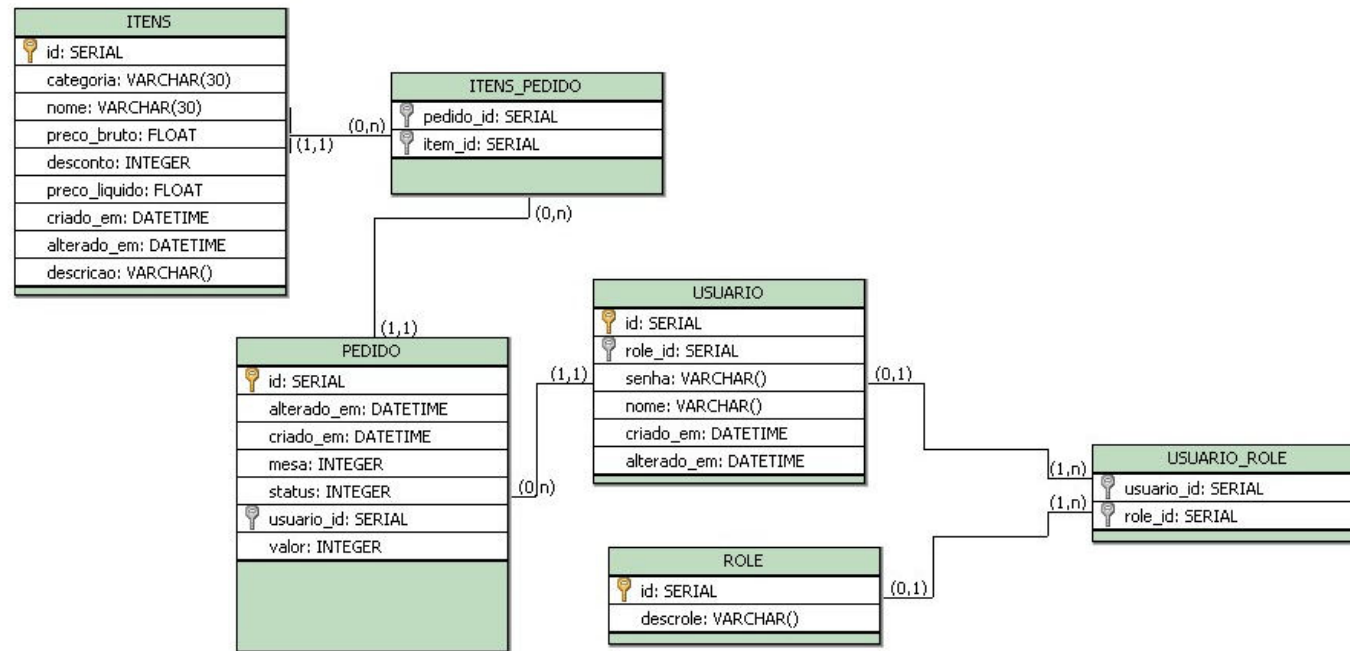 ITENS
id: SERIAL
categoria: VARCHAR(30)
nome: VARCHAR(30)
preco_bruto: FLOAT
desconto: INTEGER
preco_liquido: FLOAT
criado_em: DATETIME
alterado_em: DATETIME
descricao: VARCHAR()
(1,1)
(0,n)
ITENS_PEDIDO
pedido_id: SERIAL
item_id: SERIAL
(0,n)
(1,1)
PEDIDO
id: SERIAL
alterado_em: DATETIME
criado_em: DATETIME
mesa: INTEGER
status: INTEGER
usuario_id: SERIAL
valor: INTEGER
(0,n)
(1,1)
USUARIO
id: SERIAL
role_id: SERIAL
senha: VARCHAR()
nome: VARCHAR()
criado_em: DATETIME
alterado_em: DATETIME
(0,1)
(1,n)
(1,n)
USUARIO_ROLE
usuario_id: SERIAL
role_id: SERIAL
ROLE
id: SERIAL
descrole: VARCHAR()
(0,1)